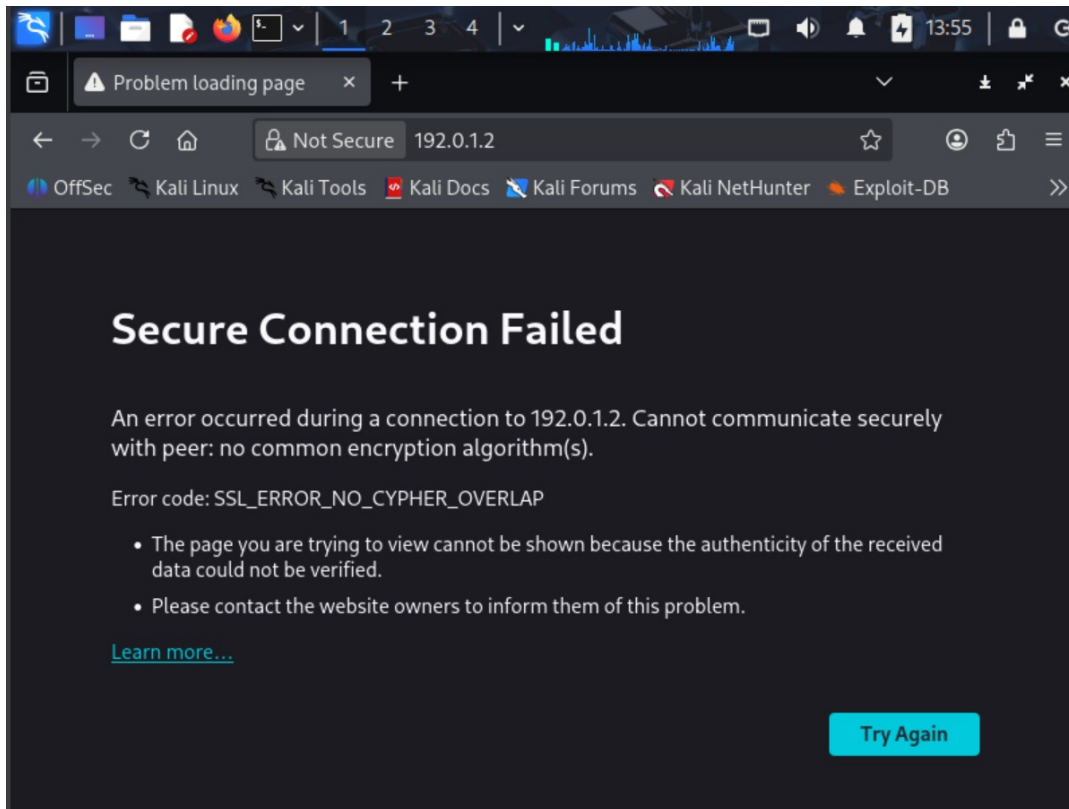 1 2 3 4 13:55 G
Problem loading page
Not Secure 192.0.1.2
OffSec Kali Linux Kali Tools Kali Docs Kali Forums Kali NetHunter Exploit-DB
Secure Connection Failed
An error occurred during a connection to 192.0.1.2. Cannot communicate securely
with peer: no common encryption algorithm(s).
Error code: SSL_ERROR_NO_CYPHER_OVERLAP
• The page you are trying to view cannot be shown because the authenticity of the received
data could not be verified.
• Please contact the website owners to inform them of this problem.
Learn more…
Try Again